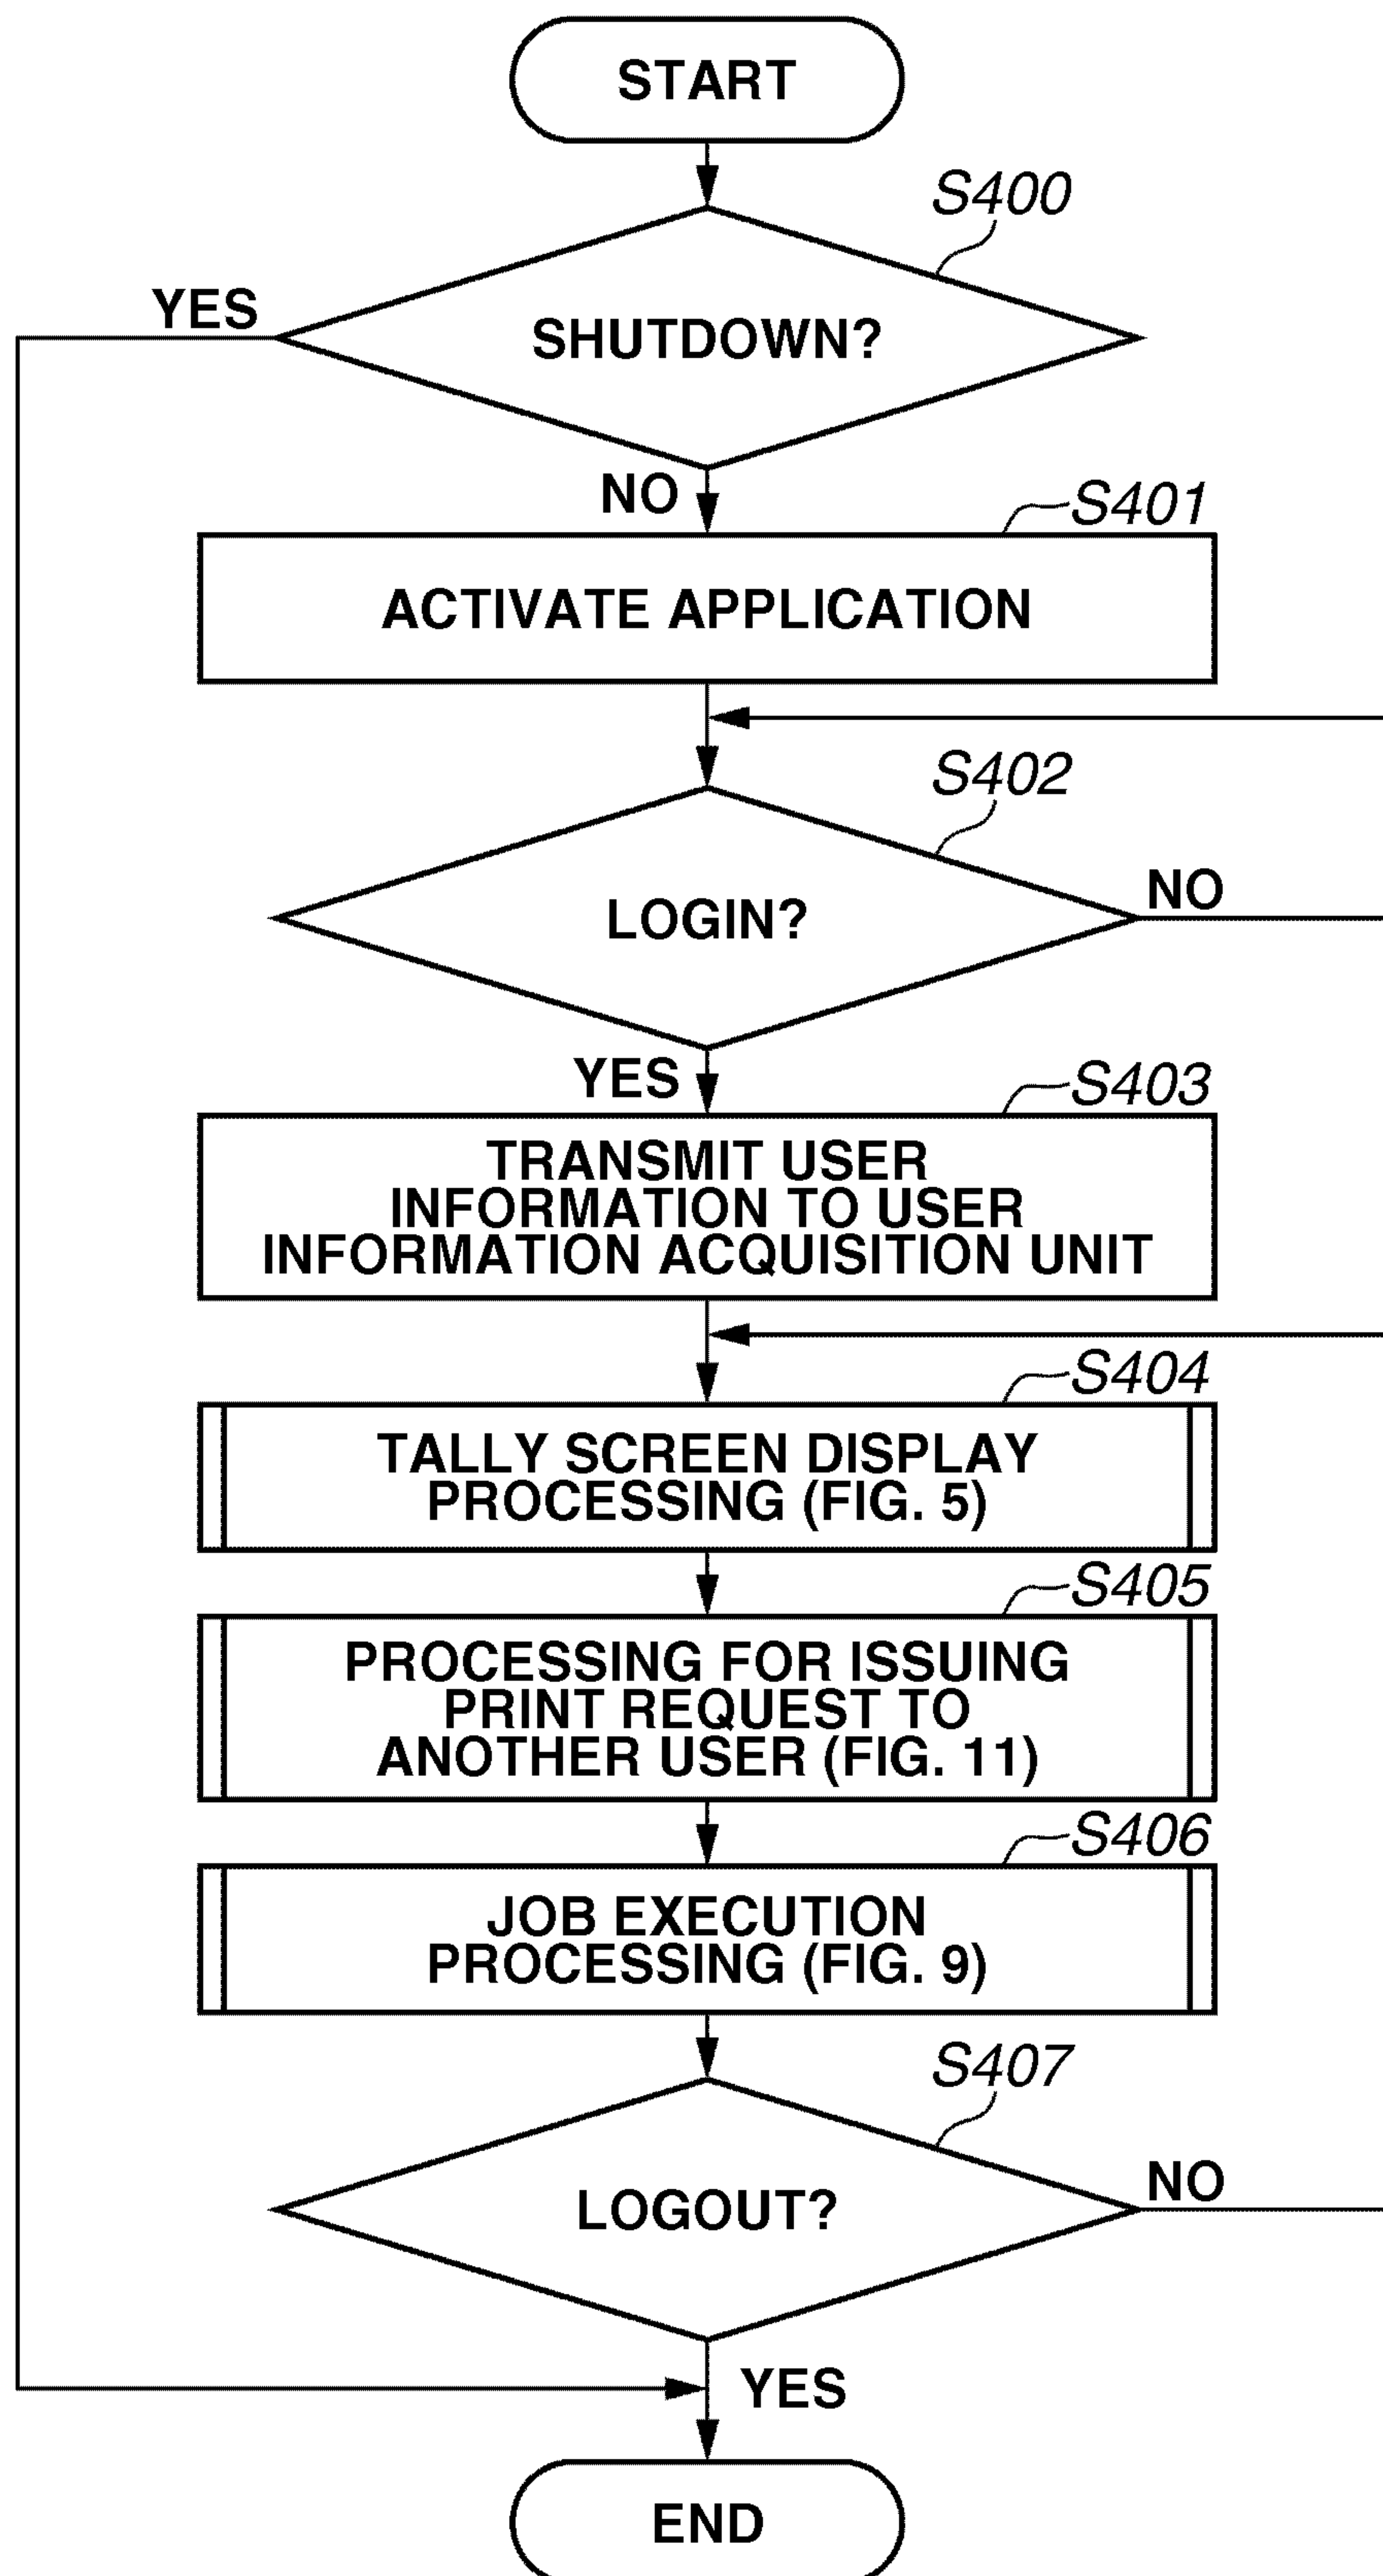 START
S400
YES
SHUTDOWN?
NO
S401
ACTIVATE APPLICATION
S402
LOGIN?
NO
YES
S403
TRANSMIT USER
INFORMATION TO USER
INFORMATION ACQUISITION UNIT
S404
TALLY SCREEN DISPLAY
PROCESSING (FIG. 5)
S405
PROCESSING FOR ISSUING
PRINT REQUEST TO
ANOTHER USER (FIG. 11)
S406
JOB EXECUTION
PROCESSING (FIG. 9)
S407
LOGOUT?
NO
YES
END